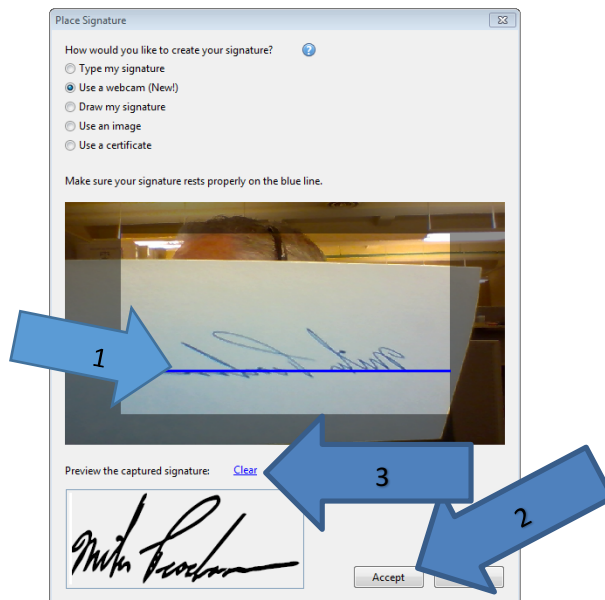 Place Signature
How would you like to create your signature?
Type my signature
Use a webcam (New!)
Draw my signature
Use an image
Use a certificate
Make sure your signature rests properly on the blue line.
1
Preview the captured signature: Clear
3
2
Accept